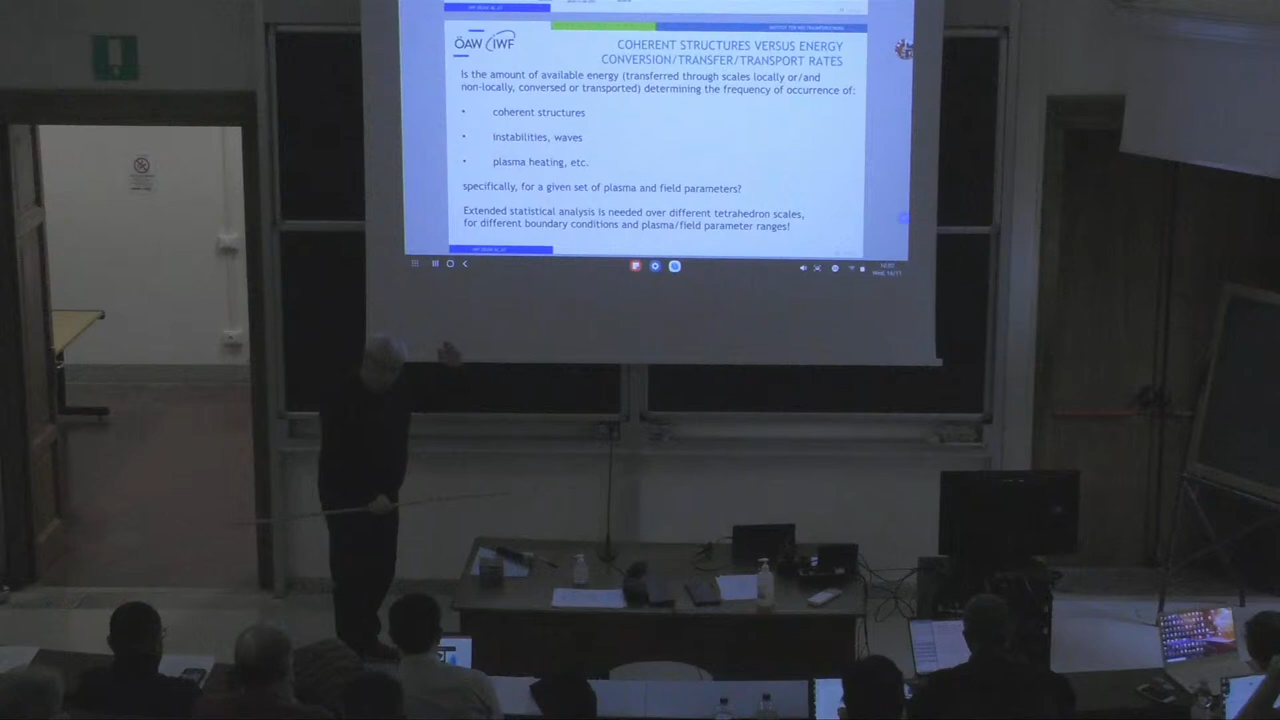 INSTITUT FÜR WELTRAUMFORSCHUNG
ÖAW IWF
COHERENT STRUCTURES VERSUS ENERGY
CONVERSION/TRANSFER/TRANSPORT RATES
Is the amount of available energy (transferred through scales locally or/and
non-locally, conversed or transported) determining the frequency of occurrence of:
• coherent structures
• instabilities, waves
• plasma heating, etc.
specifically, for a given set of plasma and field parameters?
Extended statistical analysis is needed over different tetrahedron scales,
for different boundary conditions and plasma/field parameter ranges!